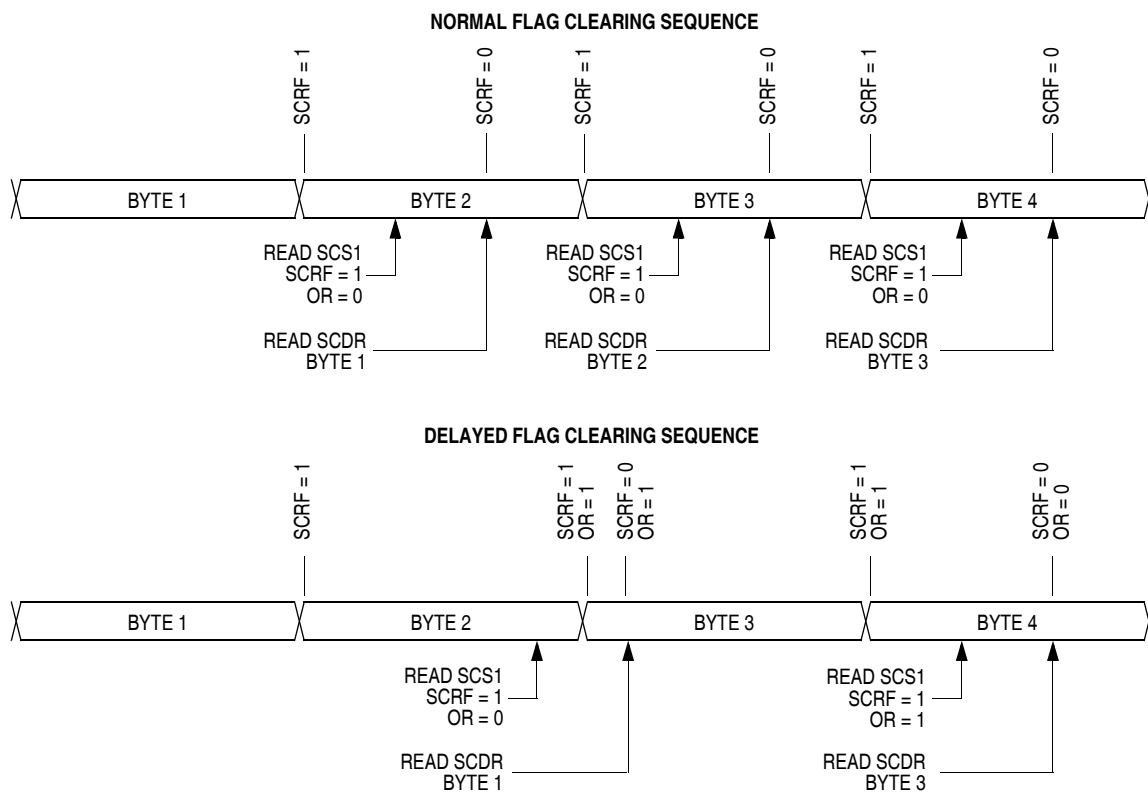 NORMAL FLAG CLEARING SEQUENCE
SCRF = 1
SCRF = 0
SCRF = 1
SCRF = 0
SCRF = 1
SCRF = 0
BYTE 1
BYTE 2
BYTE 3
BYTE 4
READ SCS1
SCRF = 1
OR = 0
READ SCS1
SCRF = 1
OR = 0
READ SCS1
SCRF = 1
OR = 0
READ SCDR
BYTE 1
READ SCDR
BYTE 2
READ SCDR
BYTE 3
DELAYED FLAG CLEARING SEQUENCE
SCRF = 1
SCRF = 1
OR = 1
SCRF = 0
OR = 1
SCRF = 1
OR = 1
SCRF = 0
OR = 0
BYTE 1
BYTE 2
BYTE 3
BYTE 4
READ SCS1
SCRF = 1
OR = 0
READ SCS1
SCRF = 1
OR = 1
READ SCDR
BYTE 1
READ SCDR
BYTE 3